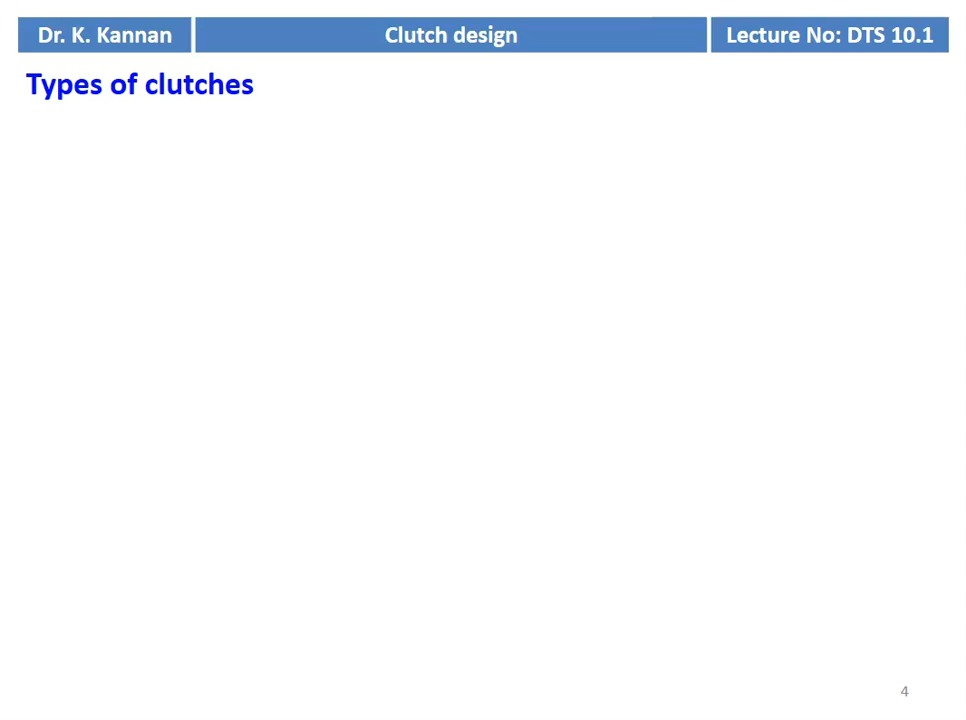 Dr. K. Kannan
Clutch design
Lecture No: DTS 10.1
Types of clutches
4